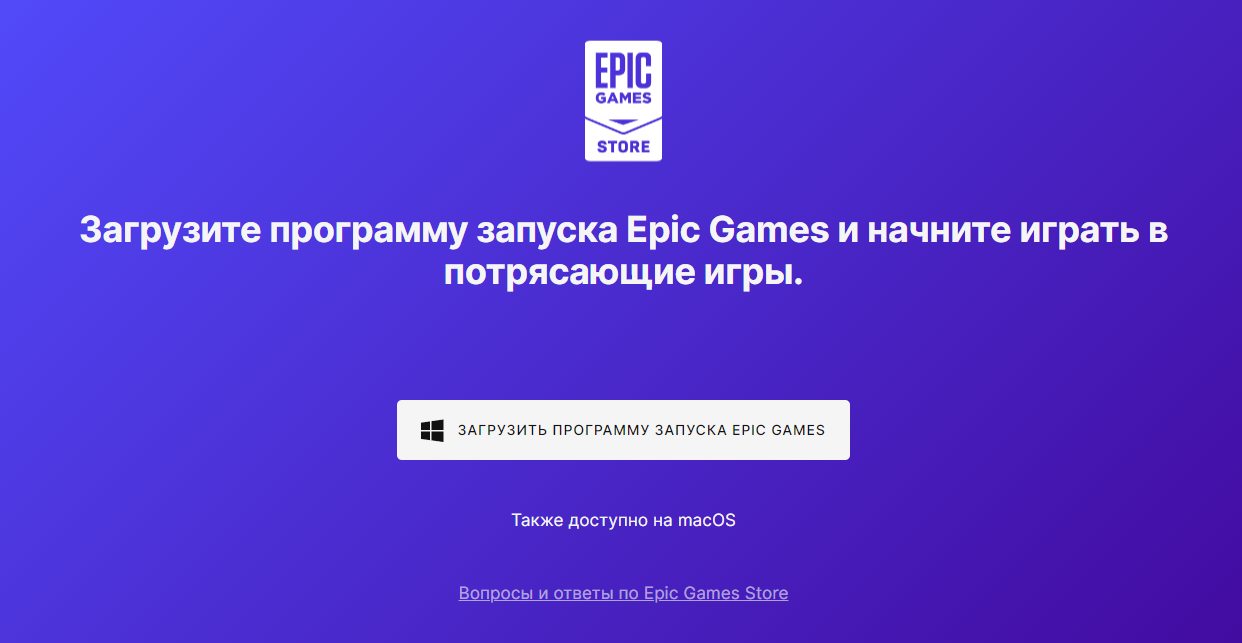 EPIC
GAMES
STORE
Загрузите программу запуска Epic Games и начните играть в
потрясающие игры.
ЗАГРУЗИТЬ ПРОГРАММУ ЗАПУСКА EPIC GAMES
Также доступно на macOS
Вопросы и ответы по Epic Games Store